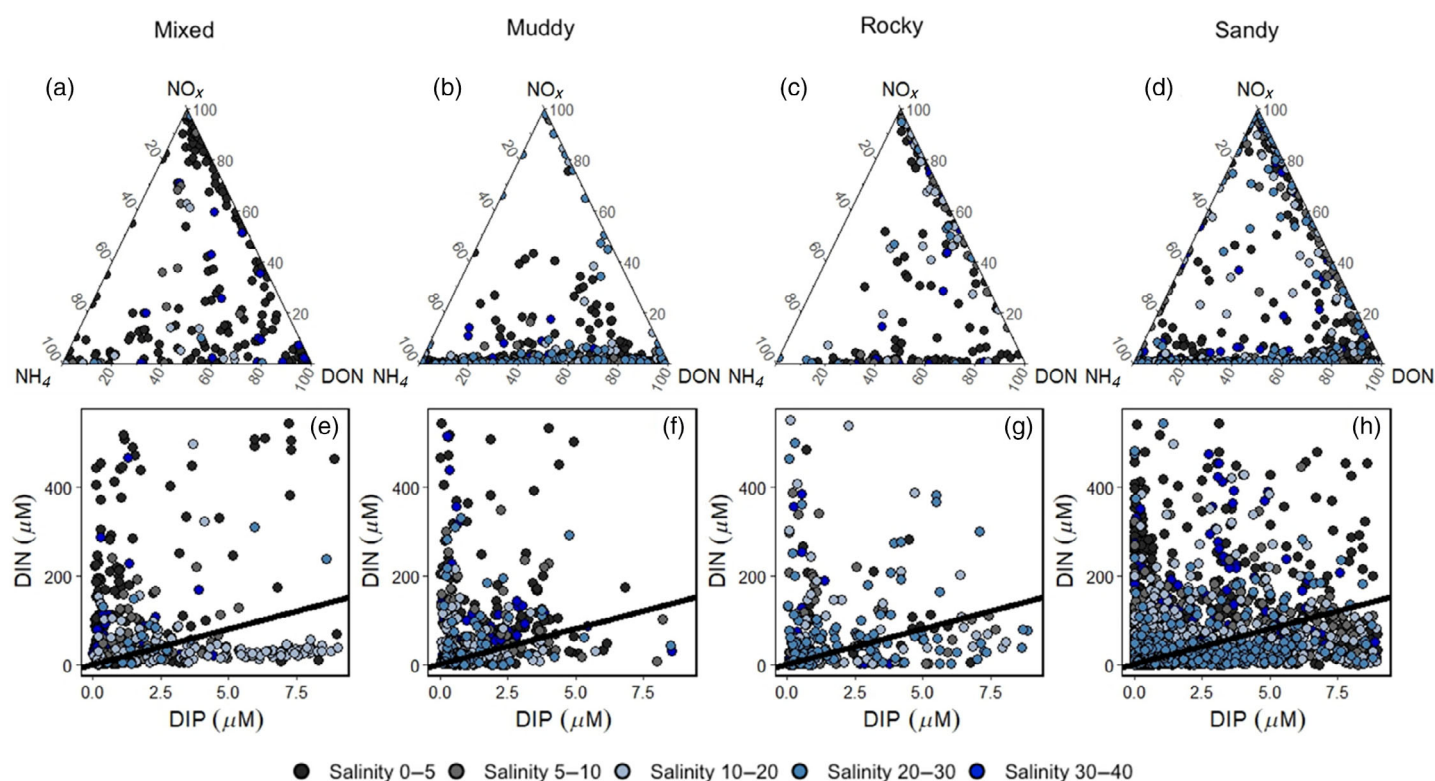 Mixed Muddy Rocky Sandy
(a) (b) (c) (d)
NOx NOx NOx NOx
100 100 100 100
20 80 20 80 20 80 20 80
40 60 40 60 40 60 40 60
60 40 60 40 60 40 60 40
80 20 80 20 80 20 80 20
100 100 100 100
NH4 20 40 60 80 100 DON NH4 20 40 60 80 100 DON NH4 20 40 60 80 100 DON NH4 20 40 60 80 100 DON
(e) (f) (g) (h)
400 400 400 400
DIN (μM) DIN (μM) DIN (μM) DIN (μM)
200 200 200 200
0 0 0 0
0.0 2.5 5.0 7.5 0.0 2.5 5.0 7.5 0.0 2.5 5.0 7.5 0.0 2.5 5.0 7.5
DIP (μM) DIP (μM) DIP (μM) DIP (μM)
Salinity 0–5 Salinity 5–10 Salinity 10–20 Salinity 20–30 Salinity 30–40